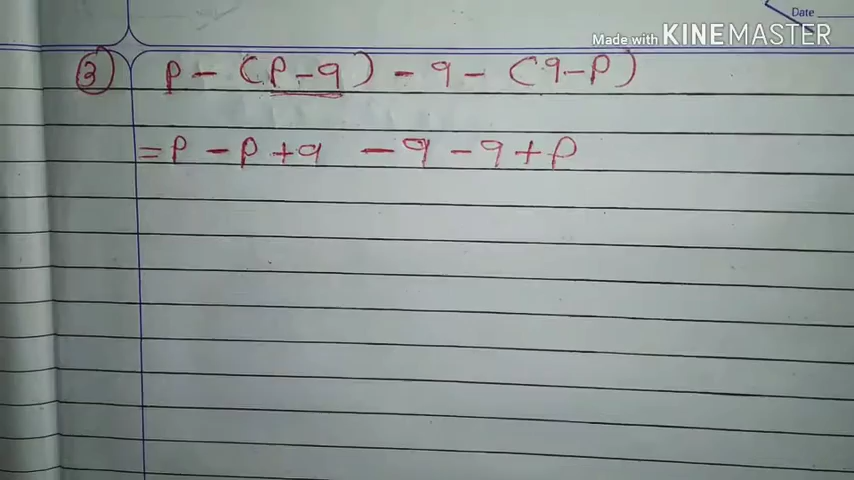 Date
Made with KINEMASTER
③ p - (p - q) - q - (q - p)
= p - p + q - q - q + p